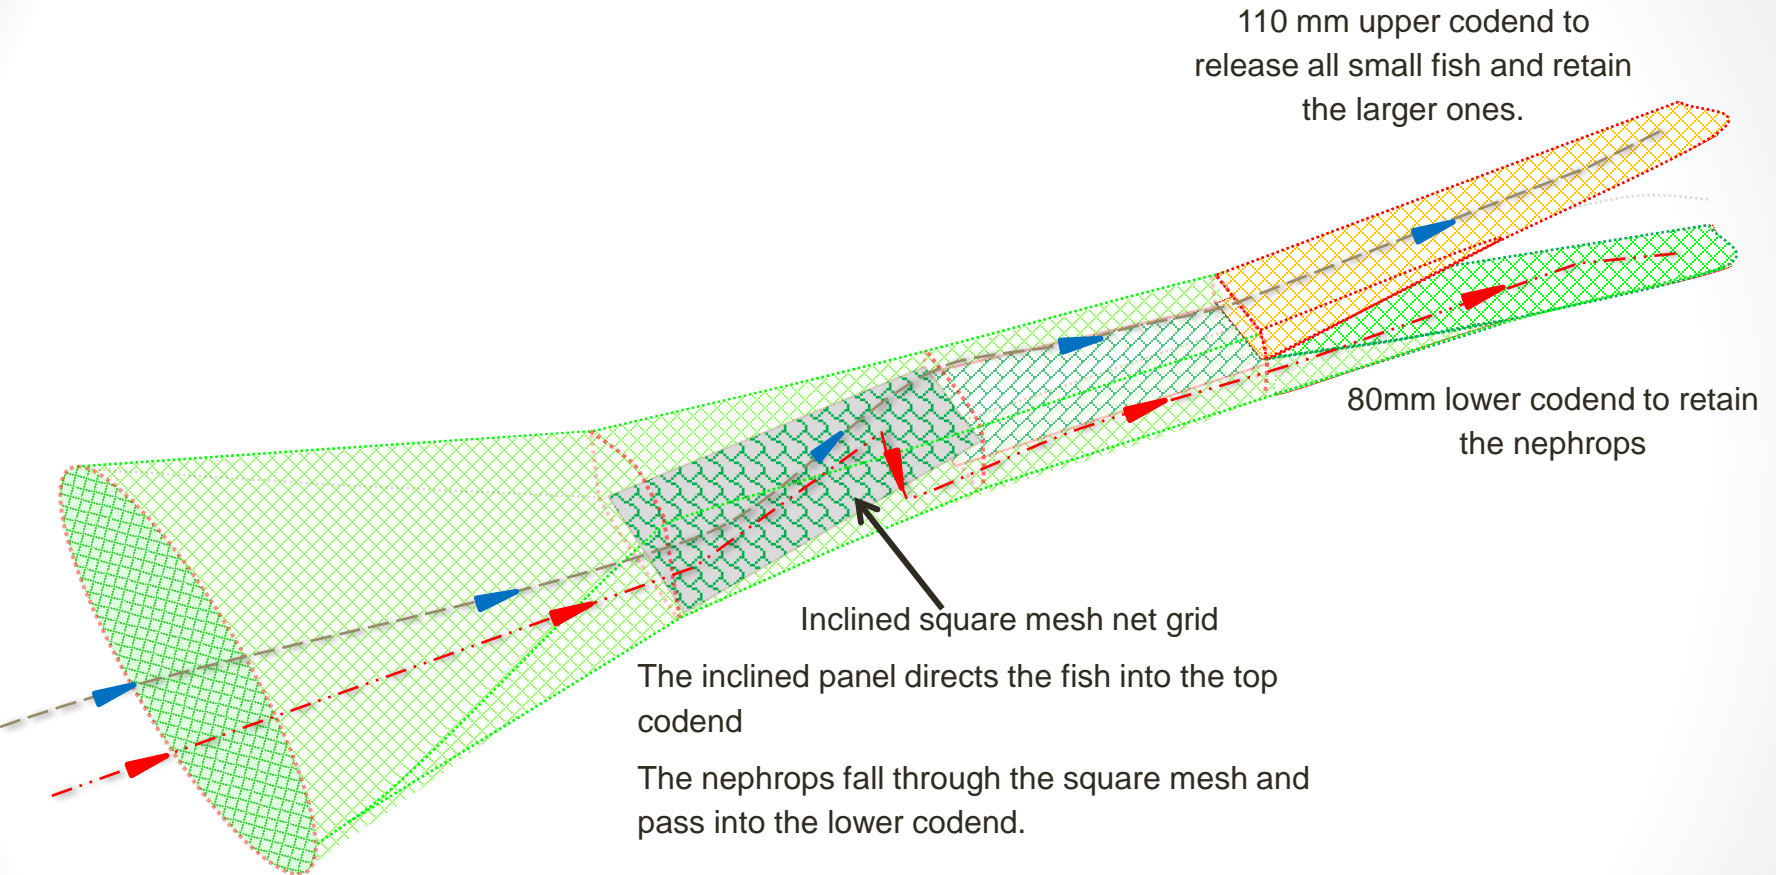 110 mm upper codend to
release all small fish and retain
the larger ones.
80mm lower codend to retain
the nephrops
Inclined square mesh net grid
The inclined panel directs the fish into the top
codend
The nephrops fall through the square mesh and
pass into the lower codend.